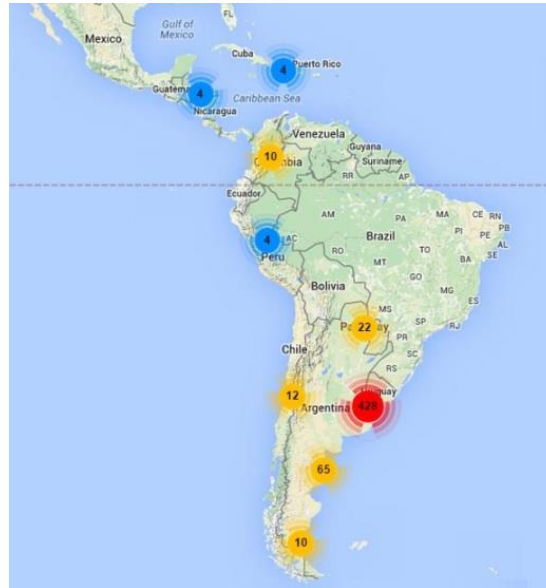 FL
Gulf of
Mexico
Mexico
Cuba
4
Puerto Rico
4
Guatema
Caribbean Sea
Nicaragua
Venezuela
10
Guyana
Suriname
RR
AP
Ecuador
AM
PA
MA
CE
RN
PI
PB
PE
AL
SE
4
AC
Peru
RO
TO
Brazil
BA
MT
GO
Bolivia
MG
ES
MS
22
SP
RJ
PR
Chile
SC
RS
12
Argentina
428
65
10